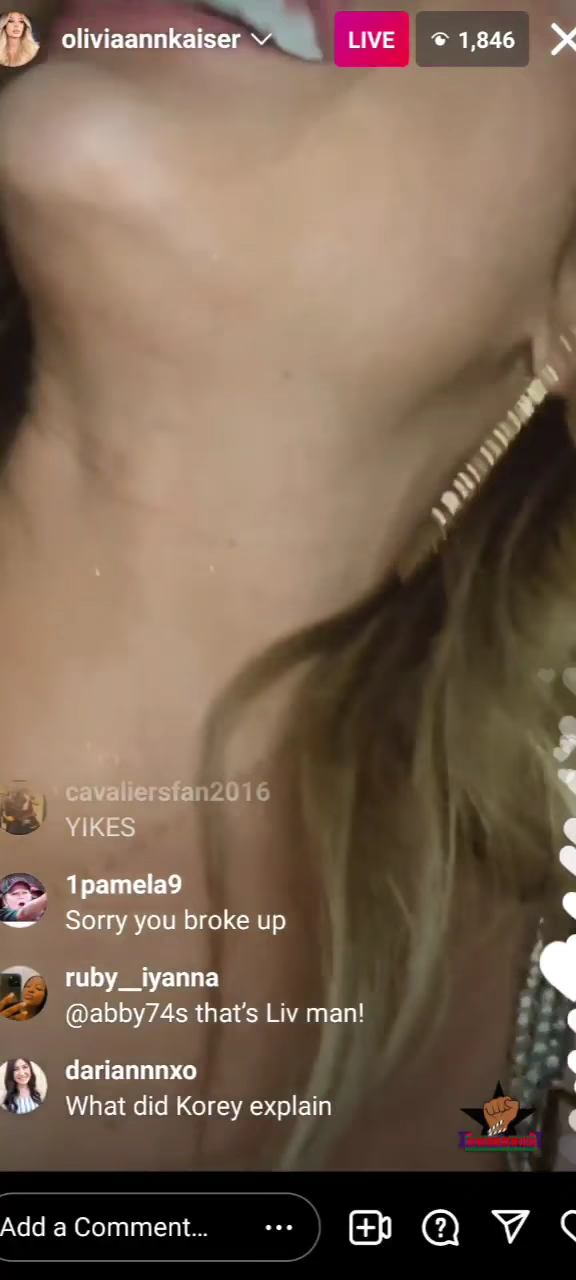 oliviaannkaiser
LIVE
1,846
cavaliersfan2016
YIKES
1pamela9
Sorry you broke up
ruby__iyanna
@abby74s that’s Liv man!
dariannnxo
What did Korey explain
Add a Comment...